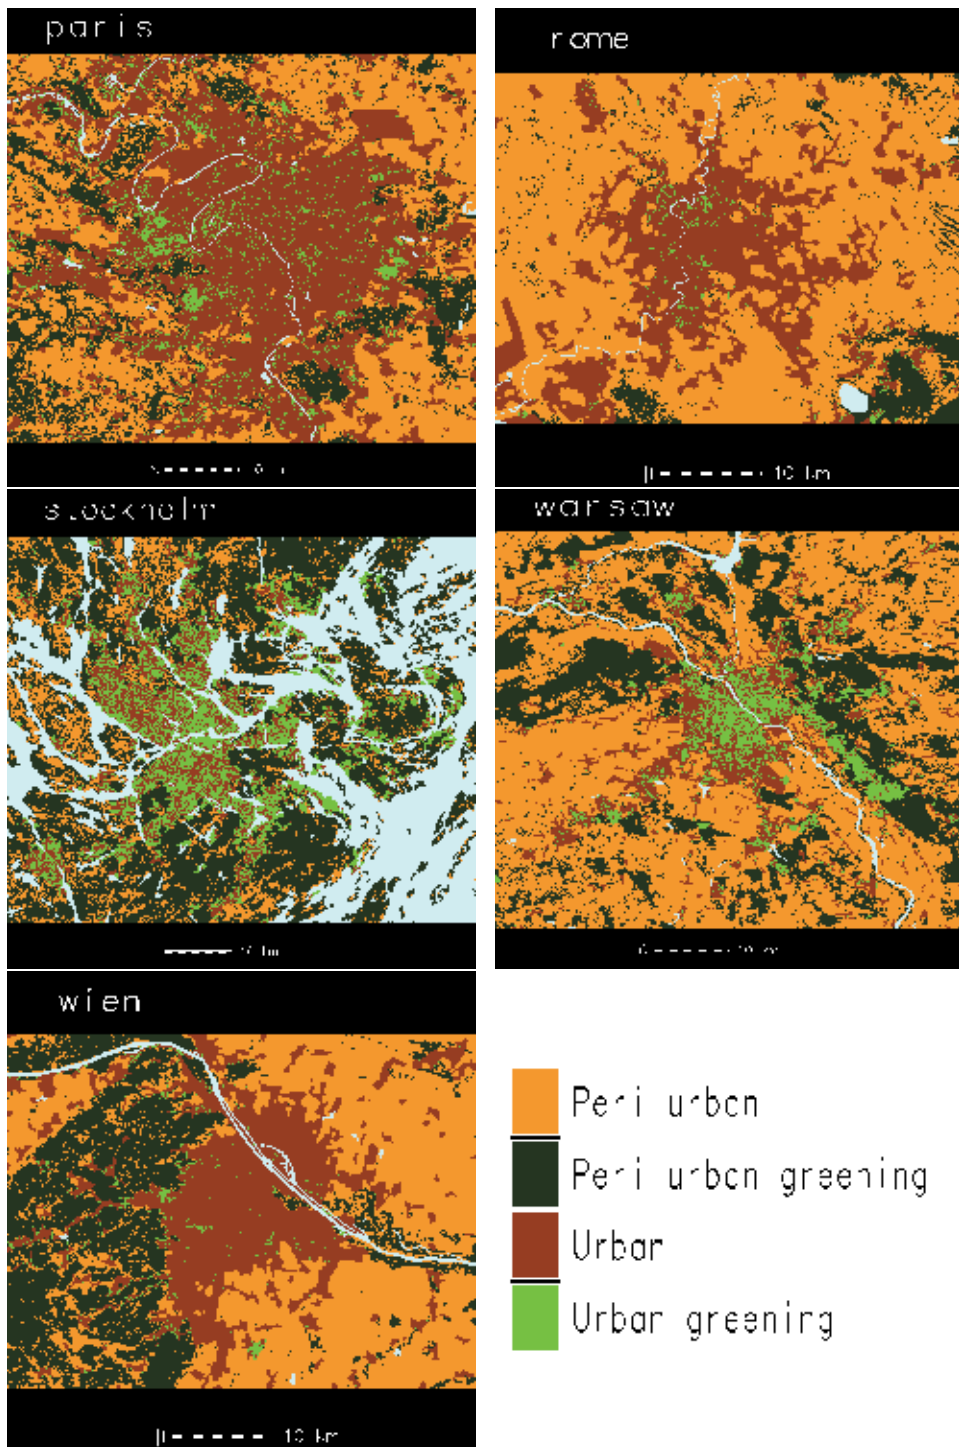 paris
rome
10 km
stockholm
warsaw
wien
10 km
Peri urban
Peri urban greening
Urban
Urban greening